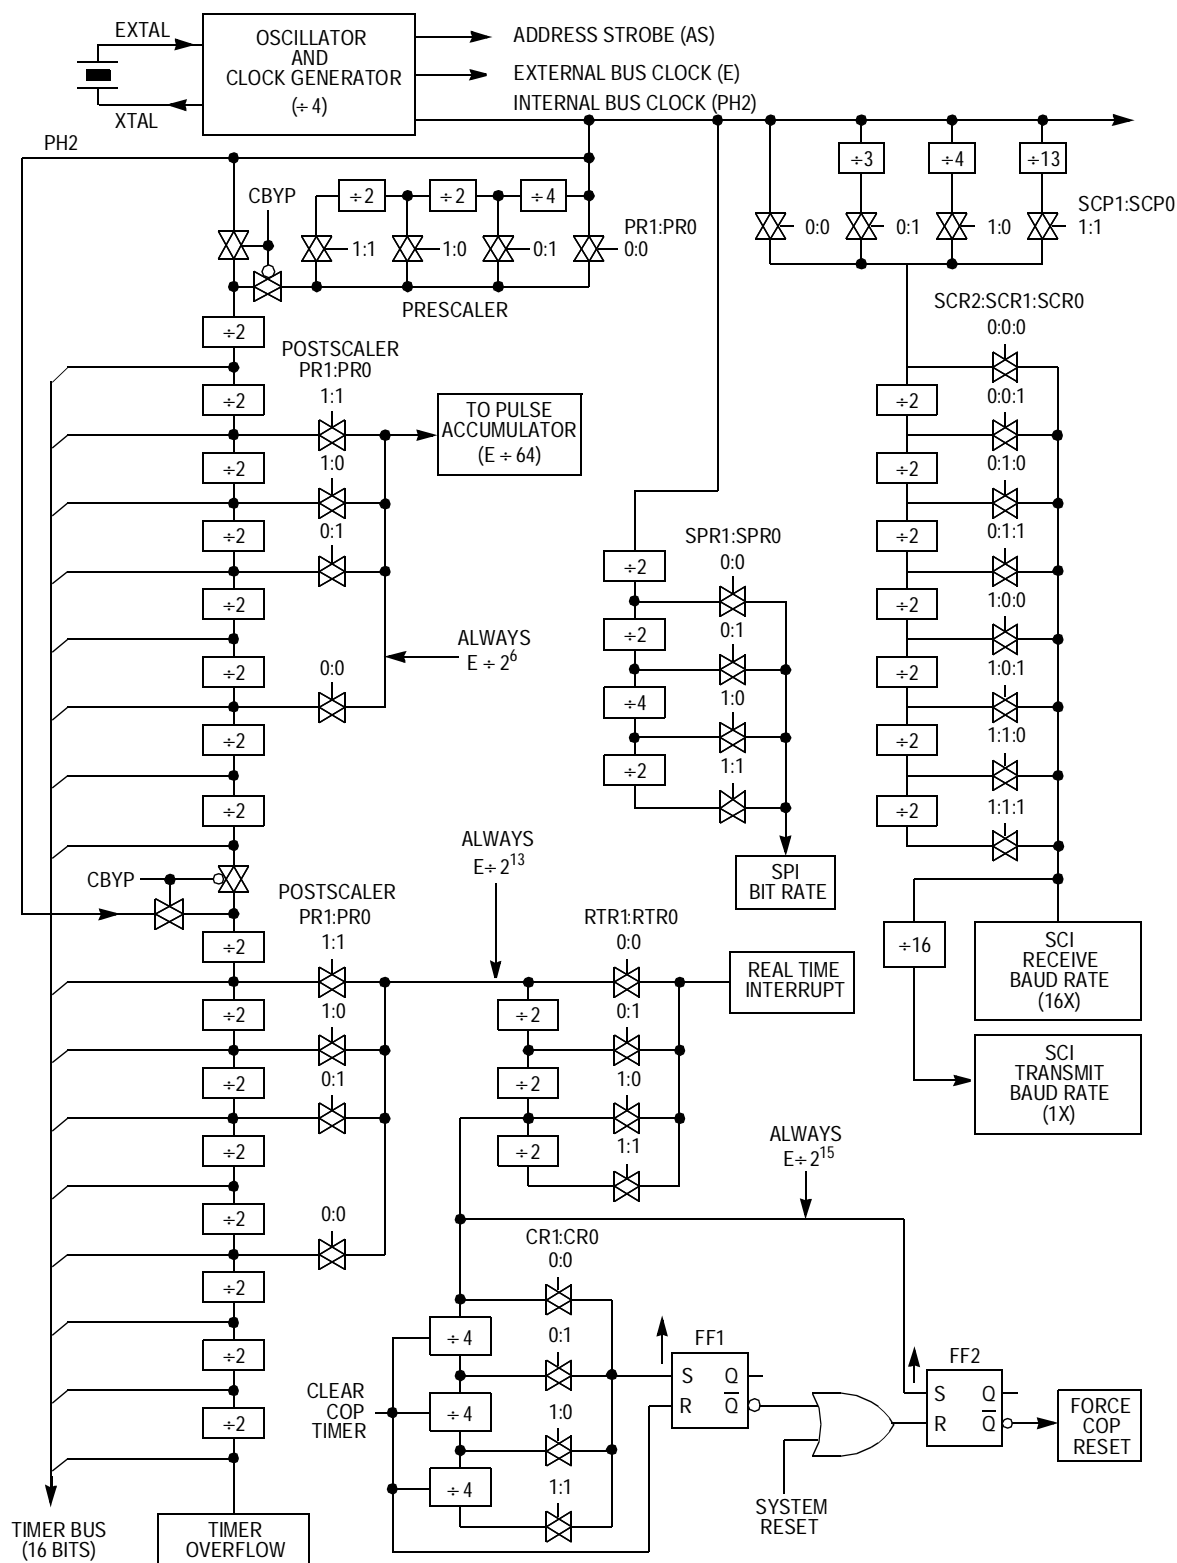 EXTAL
XTAL
OSCILLATOR
AND
CLOCK GENERATOR
(÷ 4)
ADDRESS STROBE (AS)
EXTERNAL BUS CLOCK (E)
INTERNAL BUS CLOCK (PH2)
PH2
CBYP
÷2
÷2
÷4
1:1
1:0
0:1
PR1:PR0
0:0
PRESCALER
÷3
÷4
÷13
0:0
0:1
1:0
SCP1:SCP0
1:1
÷2
÷2
÷2
÷2
÷2
÷2
÷2
÷2
POSTSCALER
PR1:PR0
1:1
1:0
0:1
0:0
TO PULSE
ACCUMULATOR
(E ÷ 64)
ALWAYS
E ÷ 2⁶
SPR1:SPR0
0:0
0:1
1:0
1:1
÷2
÷2
÷4
÷2
SPI
BIT RATE
SCR2:SCR1:SCR0
0:0:0
0:0:1
0:1:0
0:1:1
1:0:0
1:0:1
1:1:0
1:1:1
÷2
÷2
÷2
÷2
÷2
÷2
÷2
÷16
SCI
RECEIVE
BAUD RATE
(16X)
SCI
TRANSMIT
BAUD RATE
(1X)
CBYP
÷2
÷2
÷2
÷2
÷2
÷2
÷2
÷2
POSTSCALER
PR1:PR0
1:1
1:0
0:1
0:0
ALWAYS
E÷ 2¹³
RTR1:RTR0
0:0
0:1
1:0
1:1
÷2
÷2
÷2
REAL TIME
INTERRUPT
ALWAYS
E÷ 2¹⁵
CR1:CR0
0:0
0:1
1:0
1:1
÷ 4
÷ 4
÷ 4
CLEAR
COP
TIMER
FF1
S Q
R Q̅
SYSTEM
RESET
FF2
S Q
R Q̅
FORCE
COP
RESET
TIMER BUS
(16 BITS)
TIMER
OVERFLOW